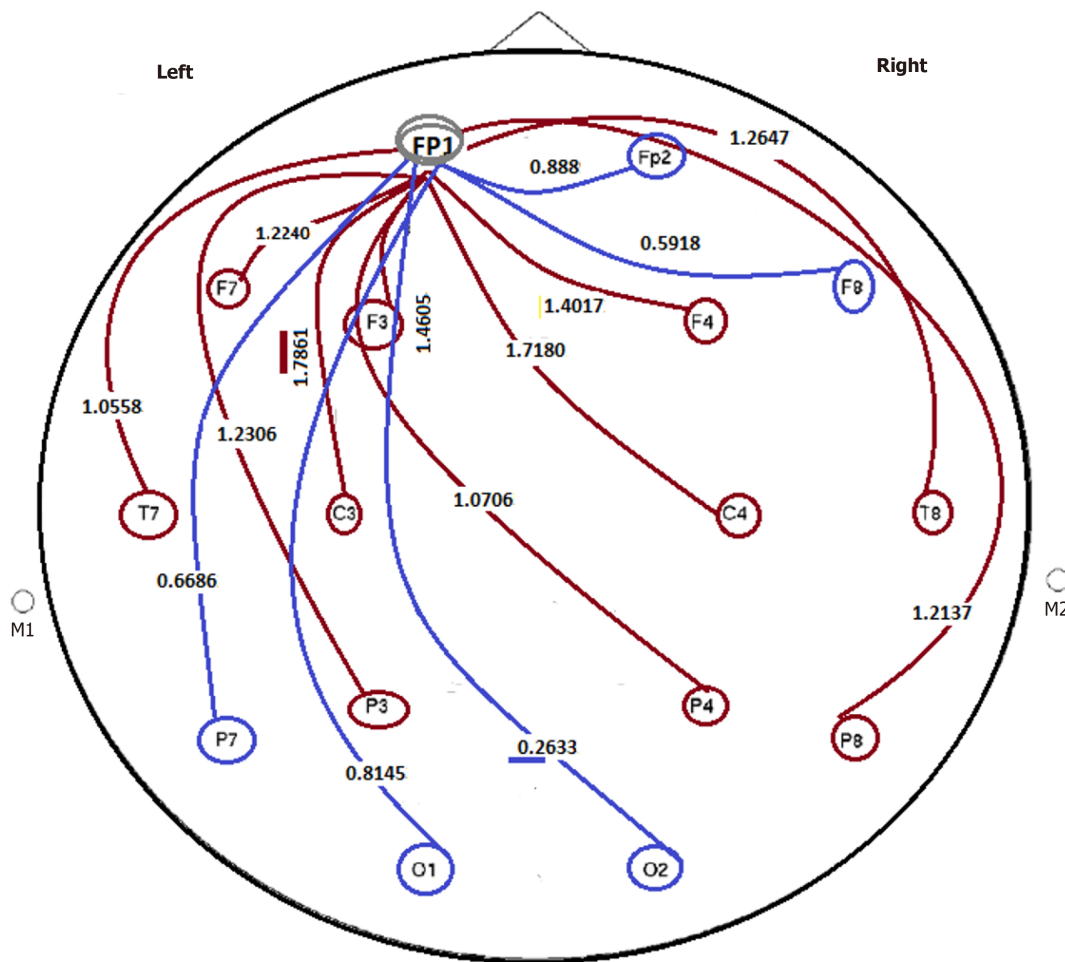 Left
Right
FP1
Fp2
1.2647
0.888
1.2240
0.5918
F7
F8
F3
F4
1.4605
1.4017
1.7861
1.7180
1.0558
1.2306
1.0706
T7
C3
C4
T8
0.6686
M1
M2
1.2137
P3
P4
P7
P8
0.2633
0.8145
O1
O2